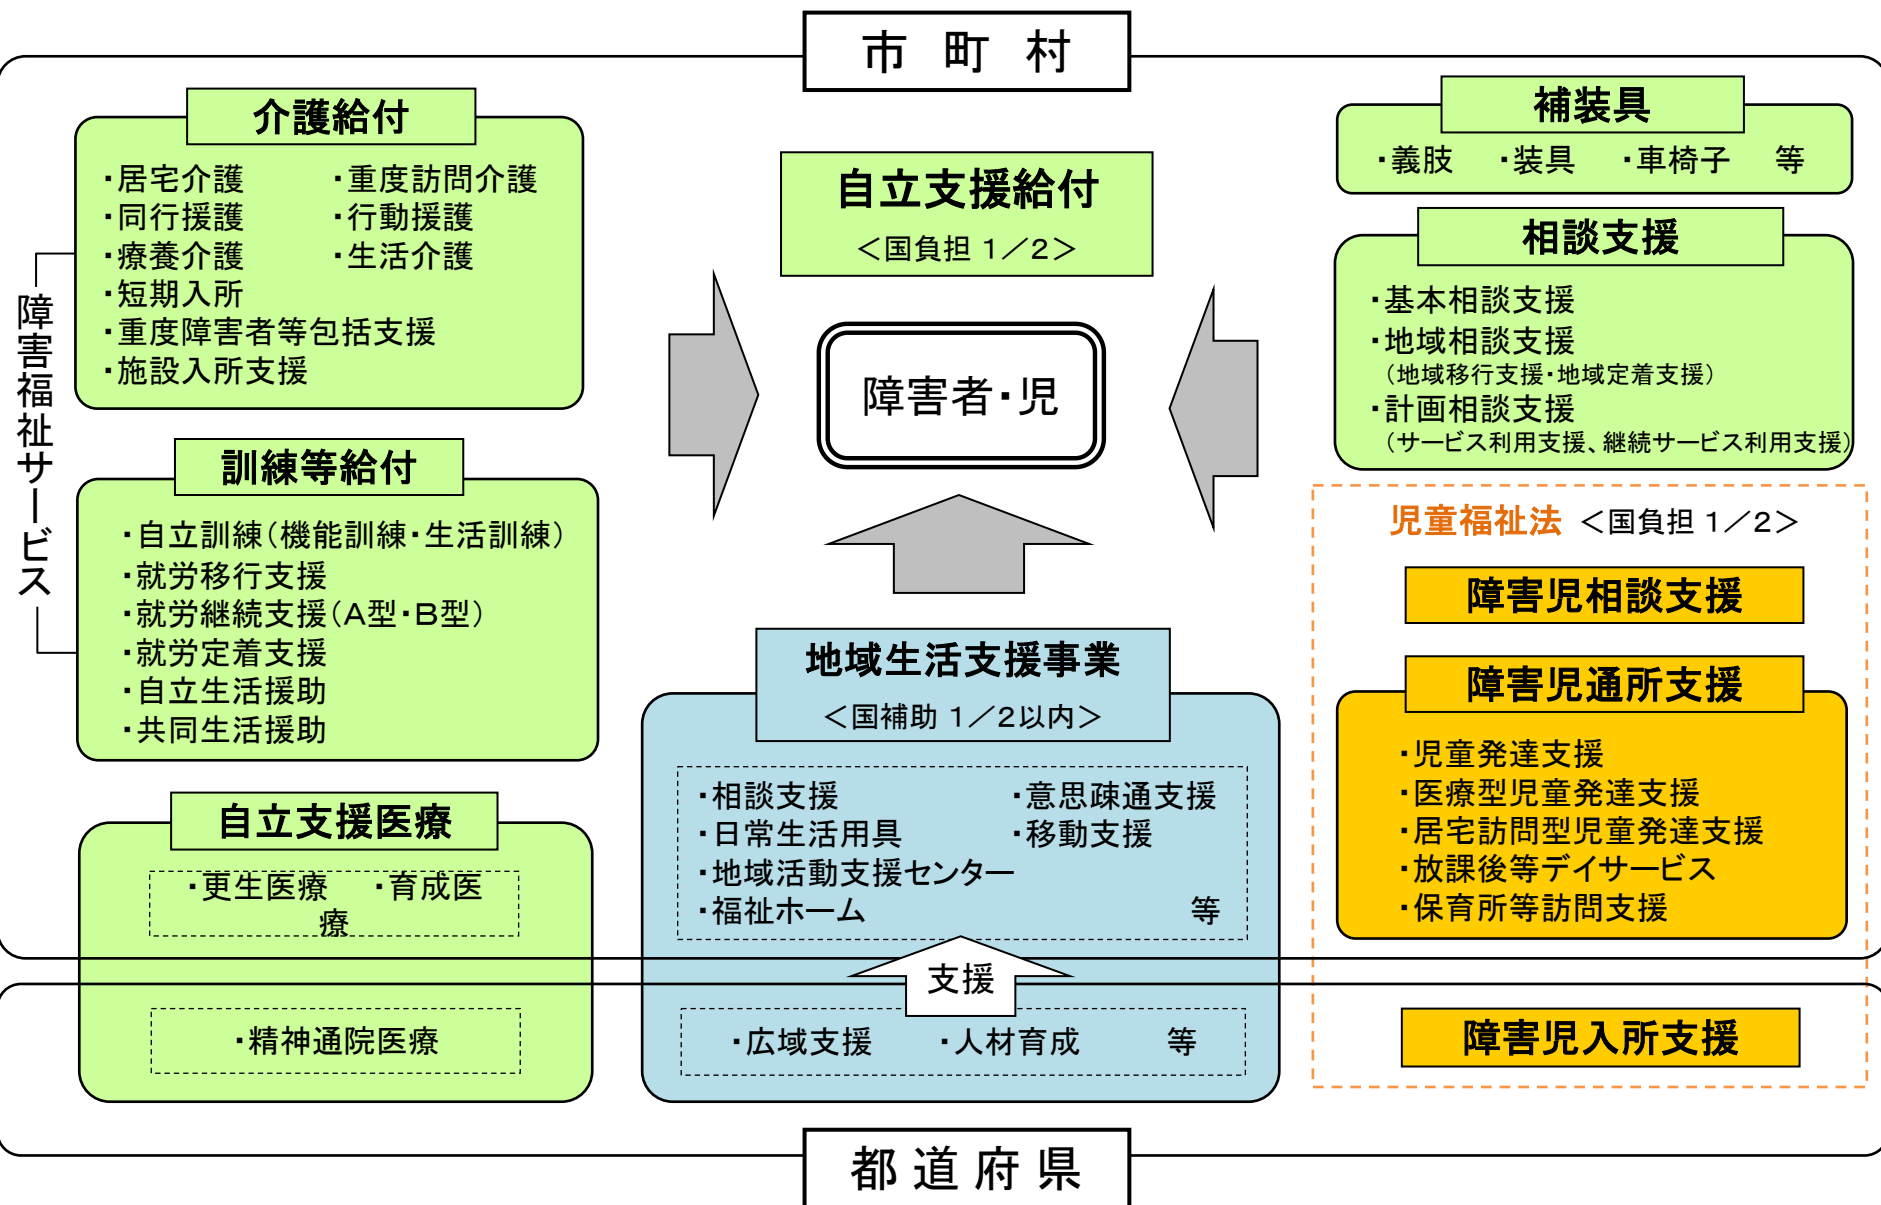 市 町 村
介護給付
・居宅介護 ・重度訪問介護
・同行援護 ・行動援護
・療養介護 ・生活介護
・短期入所
・重度障害者等包括支援
・施設入所支援
障害福祉サービス
訓練等給付
・自立訓練（機能訓練・生活訓練）
・就労移行支援
・就労継続支援（A型・B型）
・就労定着支援
・自立生活援助
・共同生活援助
自立支援医療
・更生医療 ・育成医
療
・精神通院医療
自立支援給付
＜国負担 1／2＞
障害者・児
地域生活支援事業
＜国補助 1／2以内＞
・相談支援 ・意思疎通支援
・日常生活用具 ・移動支援
・地域活動支援センター
・福祉ホーム 等
支援
・広域支援 ・人材育成 等
補装具
・義肢 ・装具 ・車椅子 等
相談支援
・基本相談支援
・地域相談支援
（地域移行支援・地域定着支援）
・計画相談支援
（サービス利用支援、継続サービス利用支援）
児童福祉法 ＜国負担 1／2＞
障害児相談支援
障害児通所支援
・児童発達支援
・医療型児童発達支援
・居宅訪問型児童発達支援
・放課後等デイサービス
・保育所等訪問支援
障害児入所支援
都 道 府 県